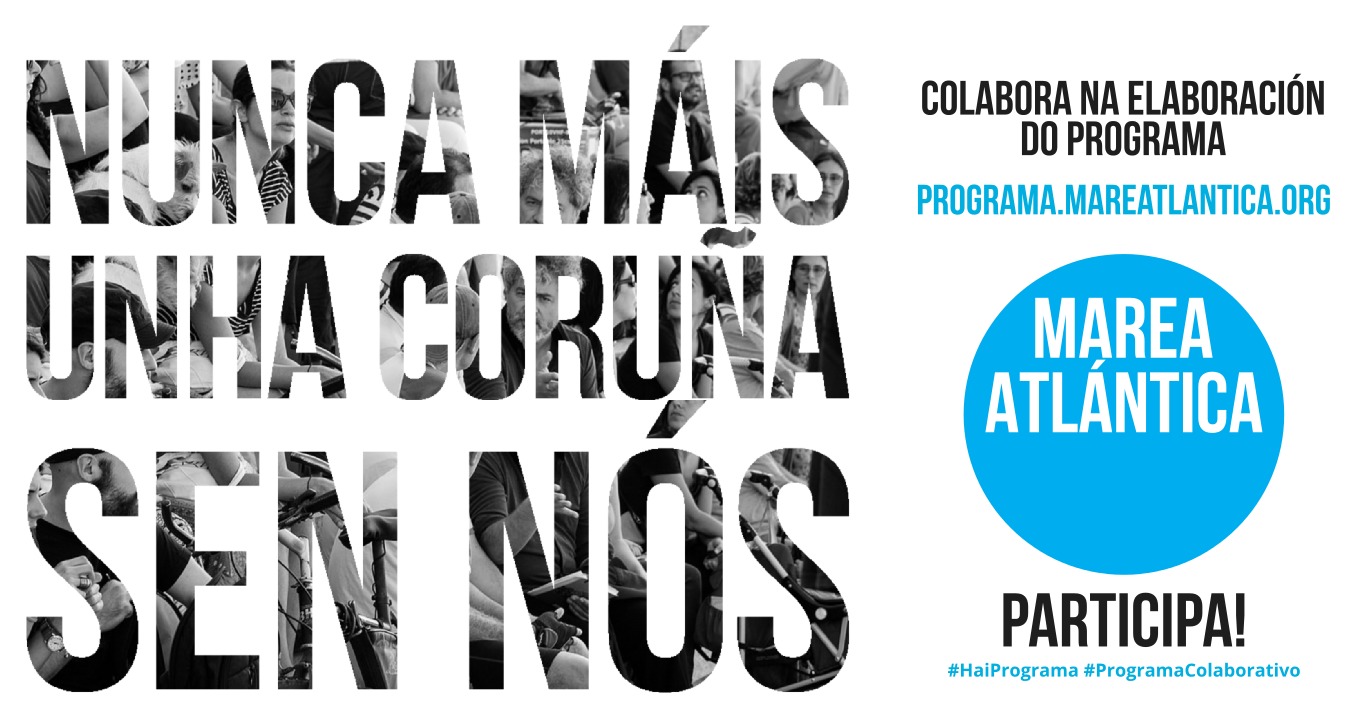 NUNCA MÁIS
UNHA CORUÑA
SEN NÓS
COLABORA NA ELABORACIÓN
DO PROGRAMA
PROGRAMA.MAREATLANTICA.ORG
MAREA
ATLÁNTICA
PARTICIPA!
#HaiPrograma #ProgramaColaborativo